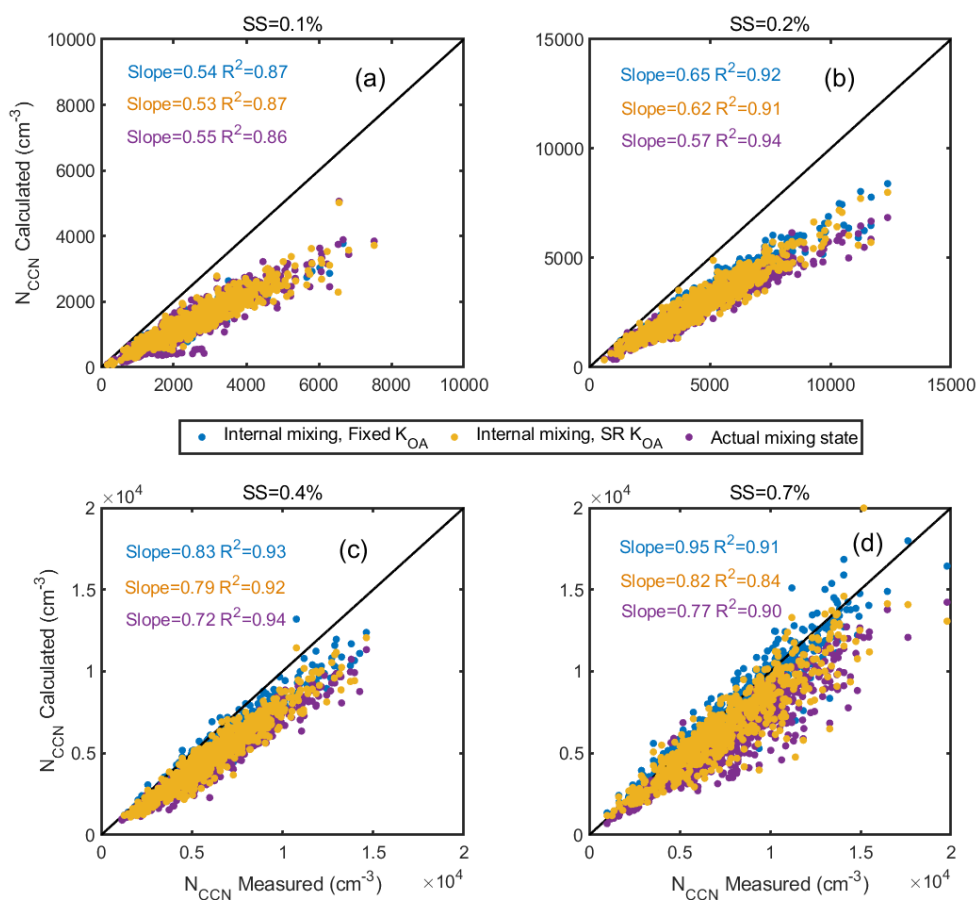 SS=0.1%
SS=0.2%
10000
8000
6000
4000
2000
0
Slope=0.54 R²=0.87
Slope=0.53 R²=0.87
Slope=0.55 R²=0.86
(a)
N_CCN Calculated (cm⁻³)
0 2000 4000 6000 8000 10000
15000
10000
5000
0
Slope=0.65 R²=0.92
Slope=0.62 R²=0.91
Slope=0.57 R²=0.94
(b)
0 5000 10000 15000
Internal mixing, Fixed K_OA
Internal mixing, SR K_OA
Actual mixing state
SS=0.4%
SS=0.7%
× 10⁴
2
1.5
1
0.5
0
Slope=0.83 R²=0.93
Slope=0.79 R²=0.92
Slope=0.72 R²=0.94
(c)
N_CCN Calculated (cm⁻³)
0 0.5 1 1.5 2
N_CCN Measured (cm⁻³)
× 10⁴
× 10⁴
2
1.5
1
0.5
0
Slope=0.95 R²=0.91
Slope=0.82 R²=0.84
Slope=0.77 R²=0.90
(d)
0 0.5 1 1.5 2
N_CCN Measured (cm⁻³)
× 10⁴